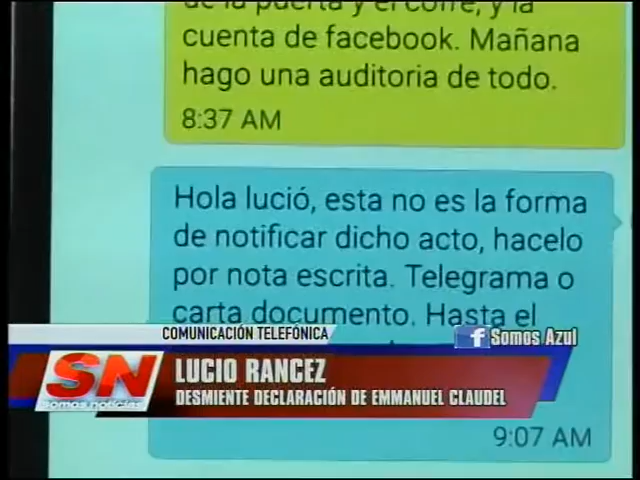 de la puerta y el cofre, y la
cuenta de facebook. Mañana
hago una auditoria de todo.
8:37 AM
Hola lució, esta no es la forma
de notificar dicho acto, hacelo
por nota escrita. Telegrama o
carta documento. Hasta el
COMUNICACIÓN TELEFÓNICA
f Somos Azul
SN
somos noticias
LUCIO RANCEZ
DESMIENTE DECLARACIÓN DE EMMANUEL CLAUDEL
9:07 AM